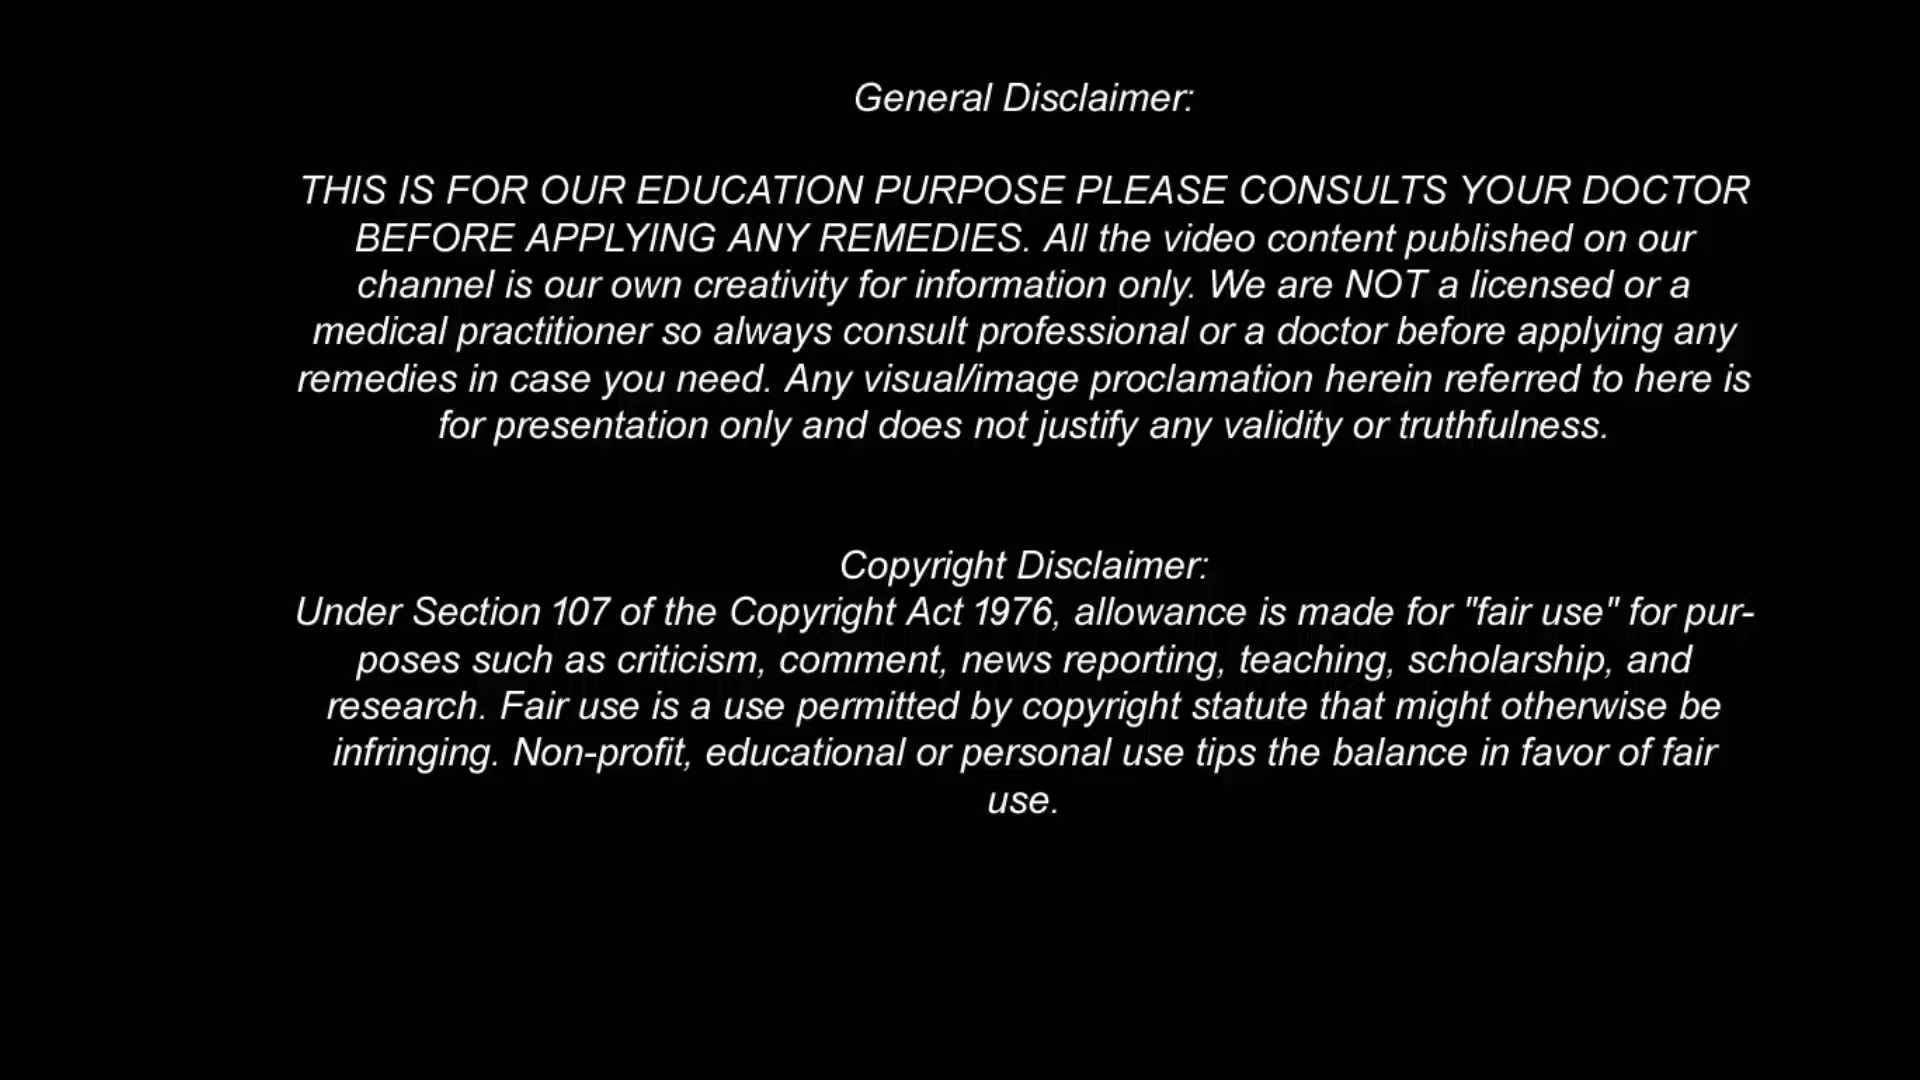 General Disclaimer:
THIS IS FOR OUR EDUCATION PURPOSE PLEASE CONSULTS YOUR DOCTOR
BEFORE APPLYING ANY REMEDIES. All the video content published on our
channel is our own creativity for information only. We are NOT a licensed or a
medical practitioner so always consult professional or a doctor before applying any
remedies in case you need. Any visual/image proclamation herein referred to here is
for presentation only and does not justify any validity or truthfulness.
Copyright Disclaimer:
Under Section 107 of the Copyright Act 1976, allowance is made for "fair use" for pur-
poses such as criticism, comment, news reporting, teaching, scholarship, and
research. Fair use is a use permitted by copyright statute that might otherwise be
infringing. Non-profit, educational or personal use tips the balance in favor of fair
use.